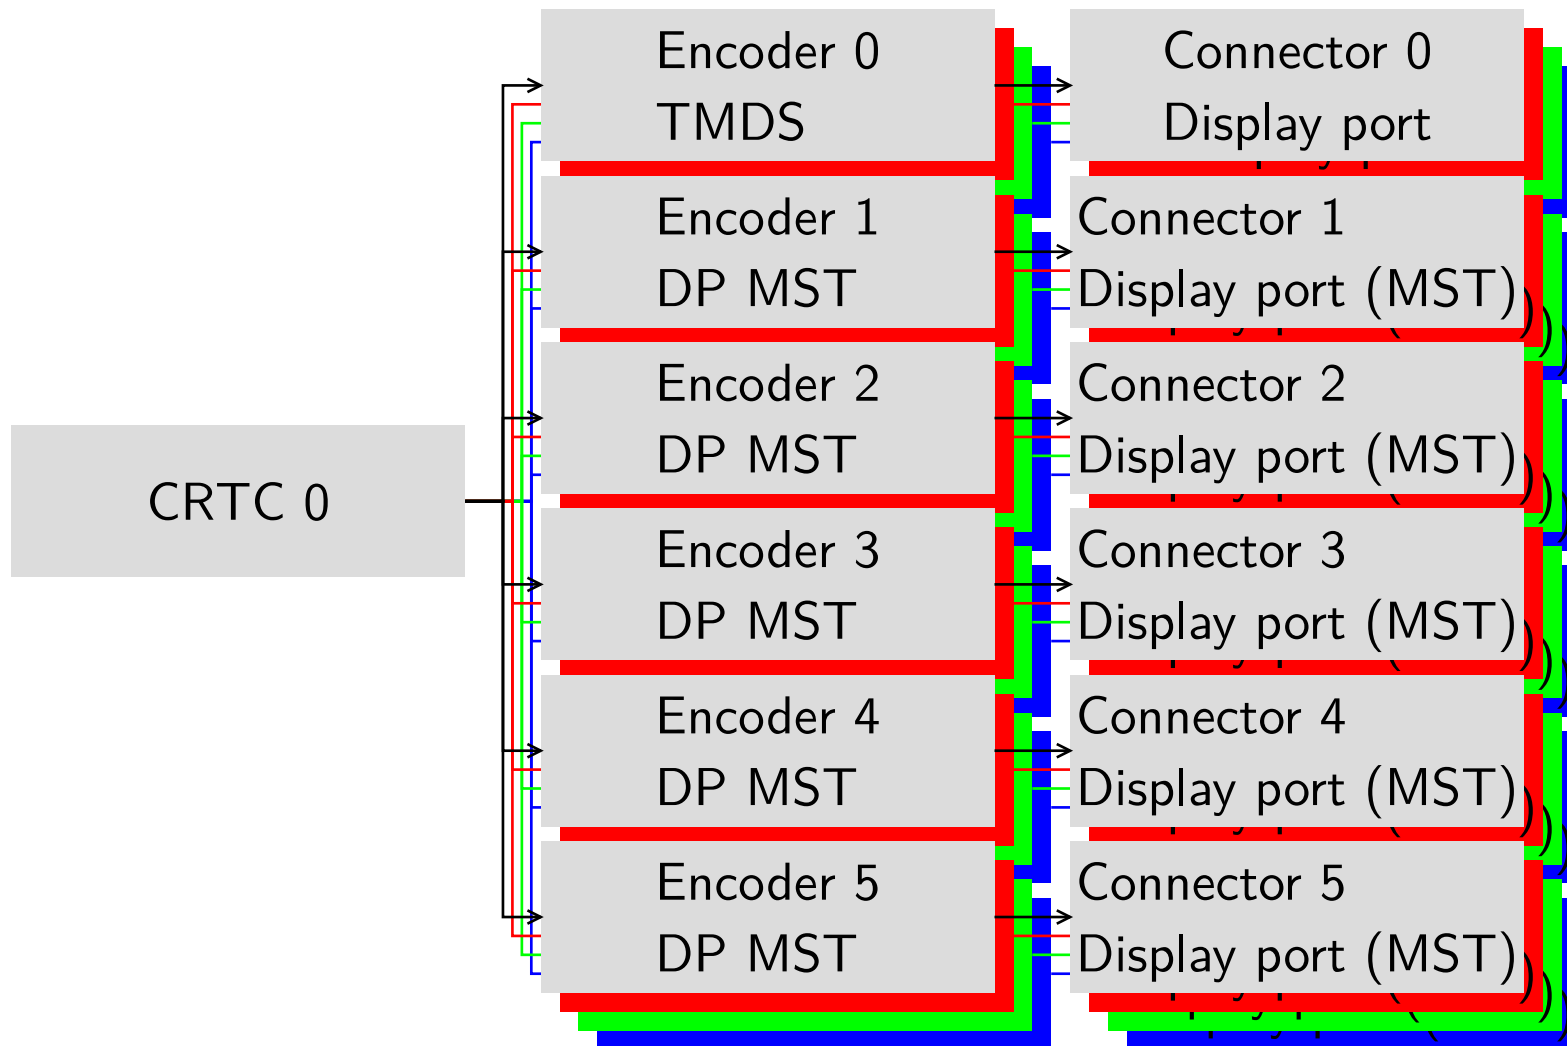 Encoder 0
TMDS
Connector 0
Display port
Encoder 1
DP MST
Connector 1
Display port (MST)
Encoder 2
DP MST
Connector 2
Display port (MST)
CRTC 0
Encoder 3
DP MST
Connector 3
Display port (MST)
Encoder 4
DP MST
Connector 4
Display port (MST)
Encoder 5
DP MST
Connector 5
Display port (MST)